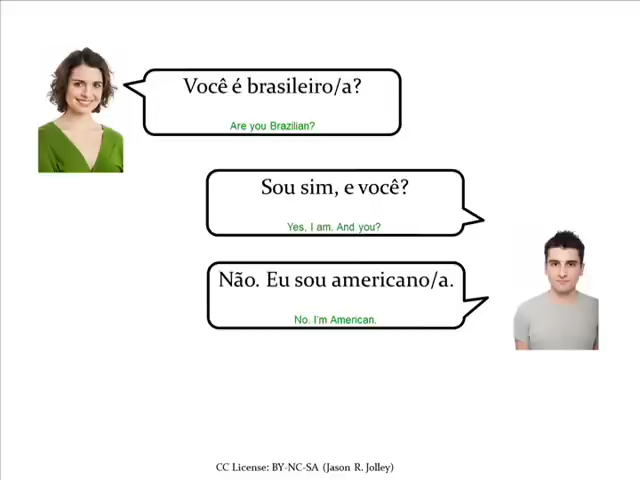 Você é brasileiro/a?
Are you Brazilian?
Sou sim, e você?
Yes, I am. And you?
Não. Eu sou americano/a.
No. I'm American.
CC License: BY-NC-SA (Jason R. Jolley)